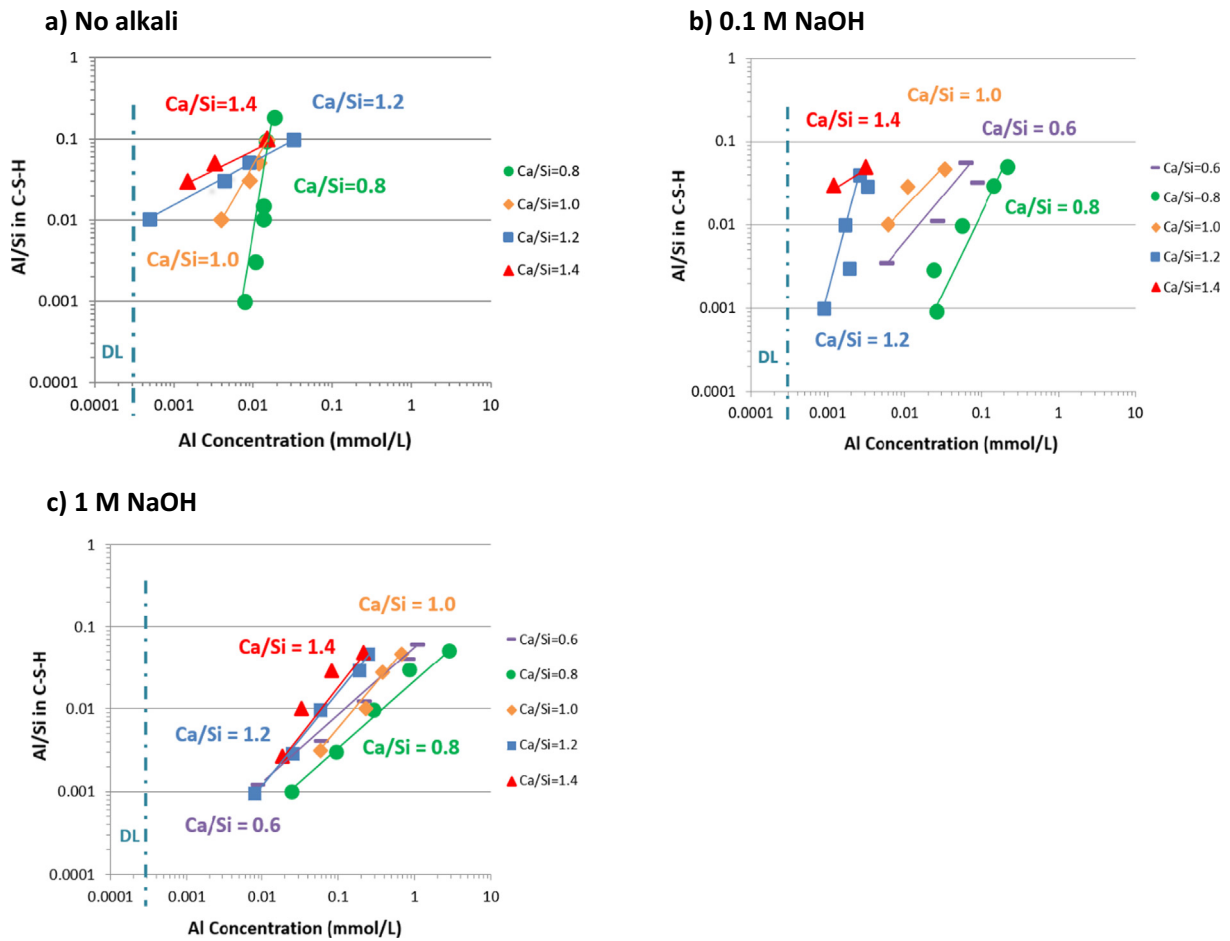 a) No alkali
1
0.1
0.01
0.001
0.0001
Al/Si in C-S-H
Ca/Si=1.4
Ca/Si=1.2
Ca/Si=0.8
Ca/Si=1.0
DL
0.0001 0.001 0.01 0.1 1 10
Al Concentration (mmol/L)
Ca/Si=0.8
Ca/Si=1.0
Ca/Si=1.2
Ca/Si=1.4
b) 0.1 M NaOH
1
0.1
0.01
0.001
0.0001
Al/Si in C-S-H
Ca/Si = 1.0
Ca/Si = 1.4
Ca/Si = 0.6
Ca/Si = 0.8
Ca/Si = 1.2
DL
0.0001 0.001 0.01 0.1 1 10
Al Concentration (mmol/L)
Ca/Si=0.6
Ca/Si=0.8
Ca/Si=1.0
Ca/Si=1.2
Ca/Si=1.4
c) 1 M NaOH
1
0.1
0.01
0.001
0.0001
Al/Si in C-S-H
Ca/Si = 1.0
Ca/Si = 1.4
Ca/Si = 1.2
Ca/Si = 0.8
Ca/Si = 0.6
DL
0.0001 0.001 0.01 0.1 1 10
Al Concentration (mmol/L)
Ca/Si=0.6
Ca/Si=0.8
Ca/Si=1.0
Ca/Si=1.2
Ca/Si=1.4